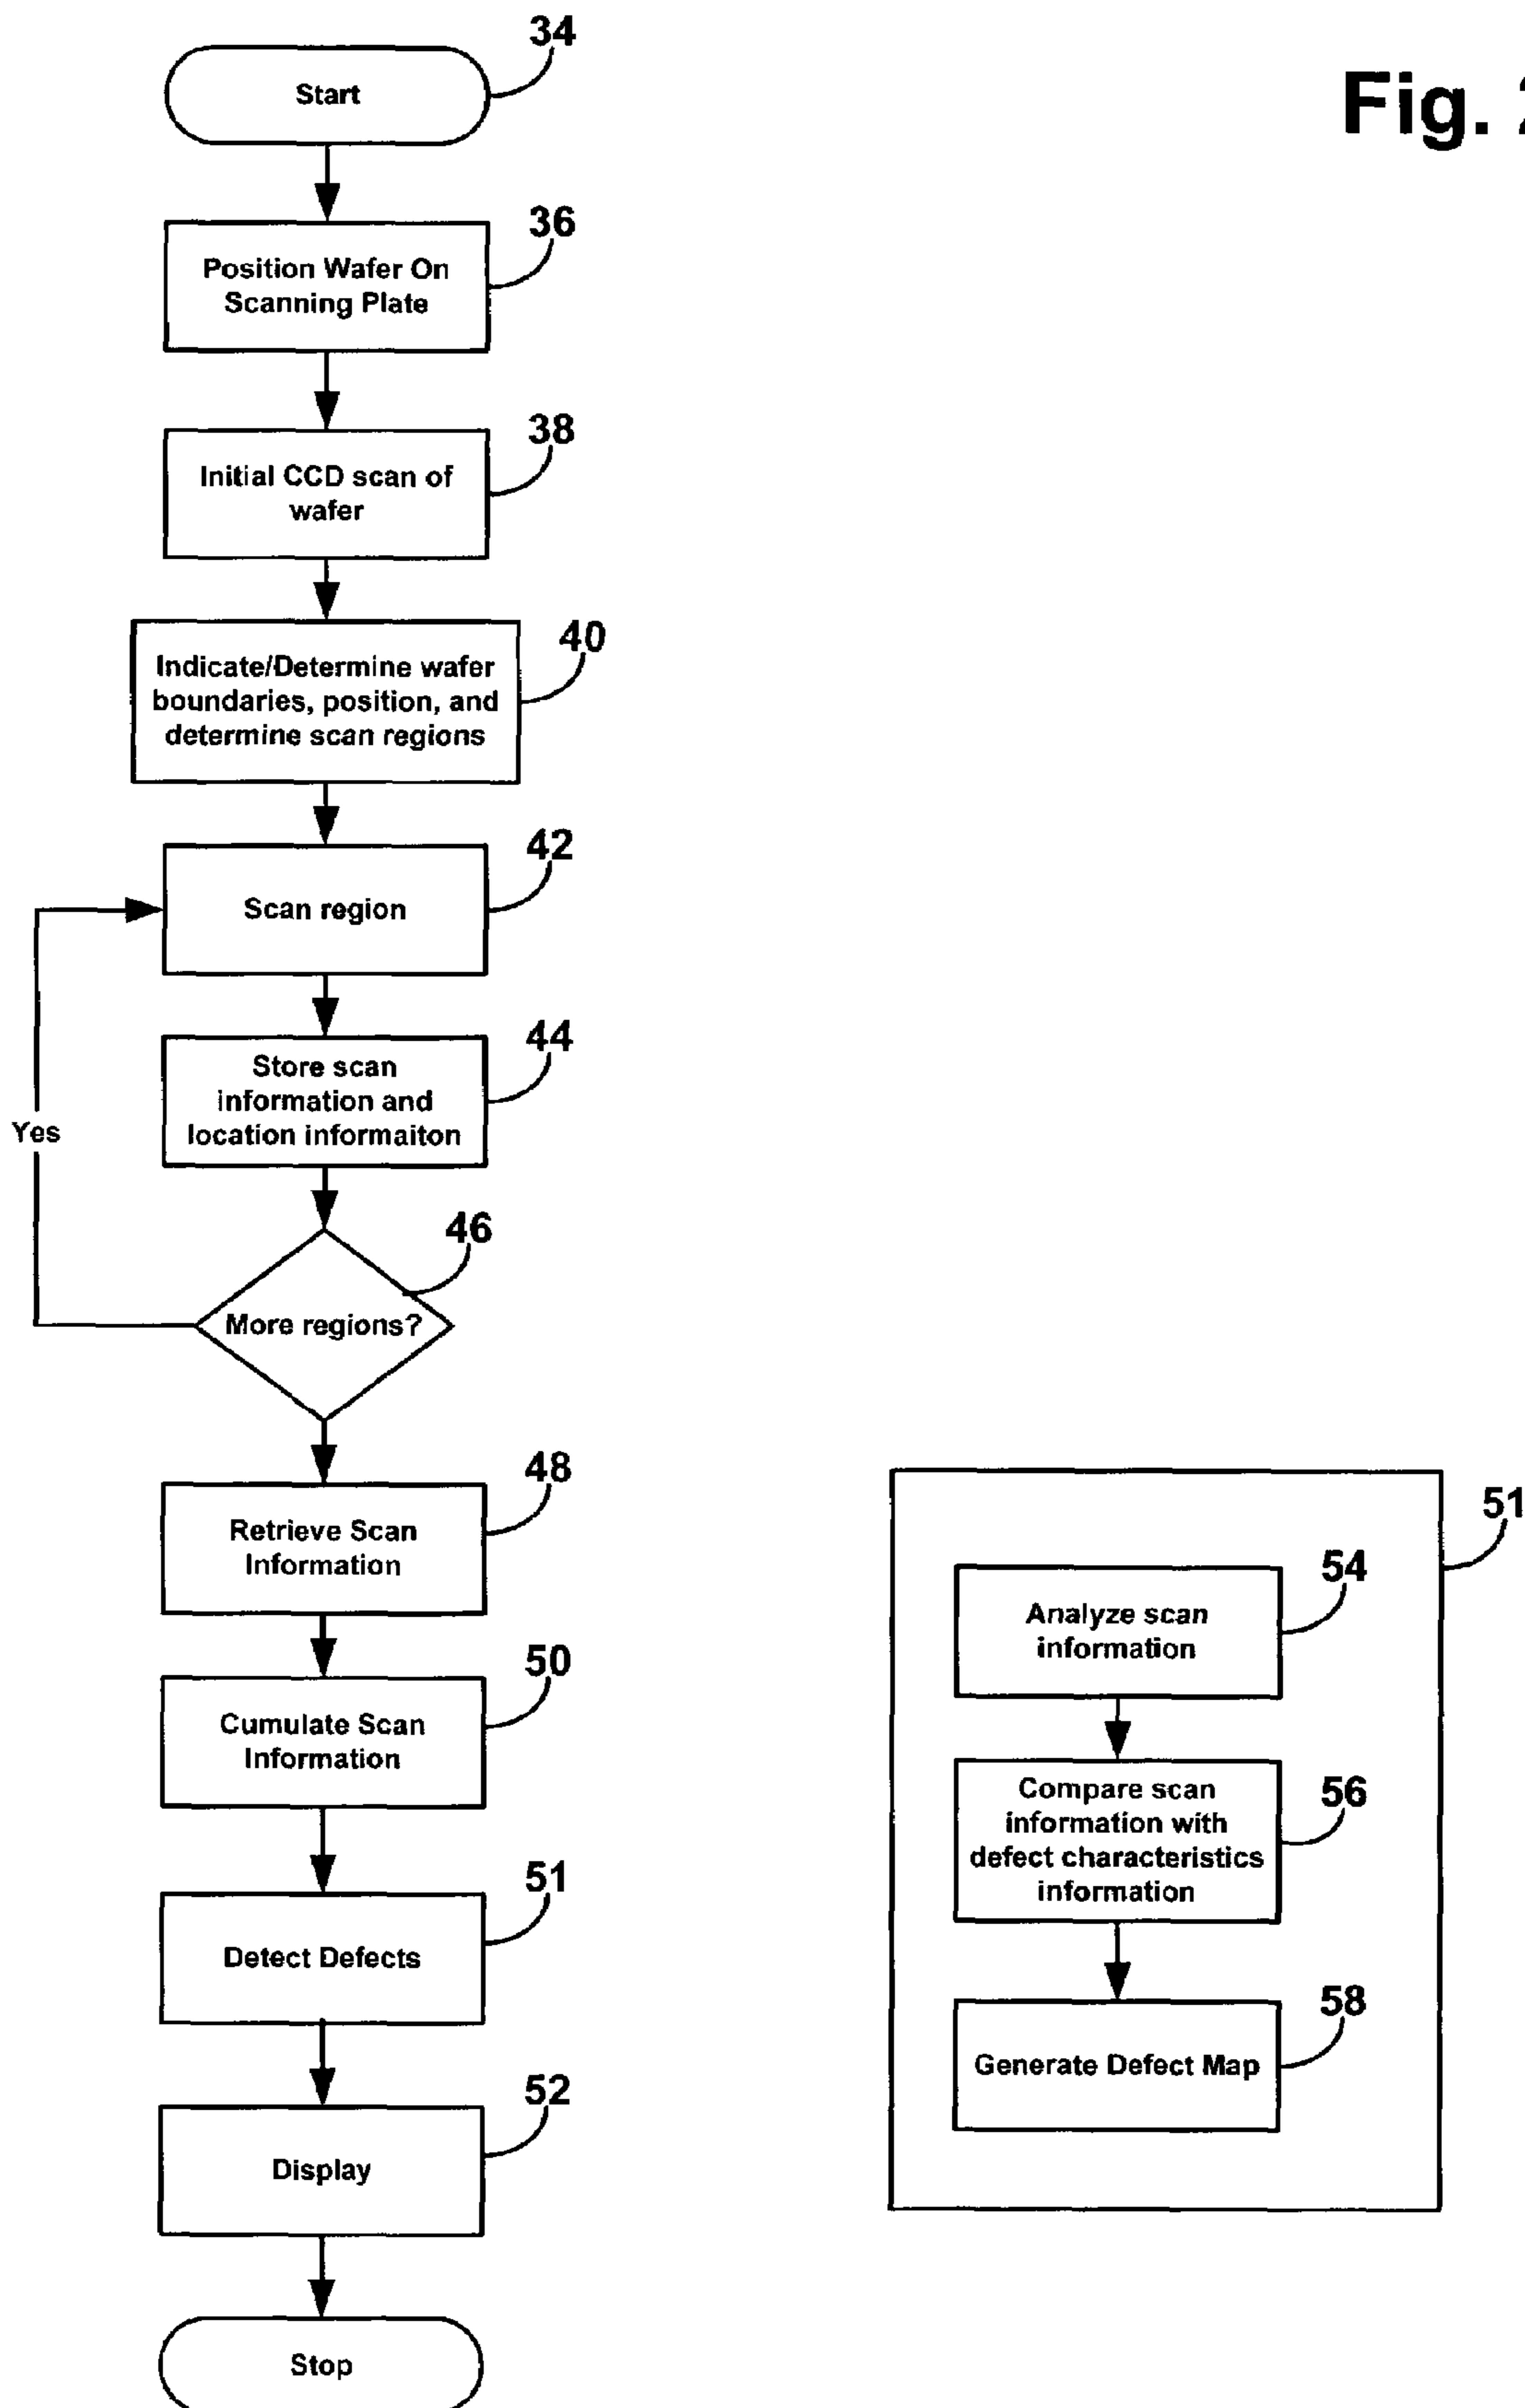 Fig. 2
34
Start
36
Position Wafer On
Scanning Plate
38
Initial CCD scan of
wafer
40
Indicate/Determine wafer
boundaries, position, and
determine scan regions
42
Scan region
44
Store scan
information and
location informaiton
Yes
46
More regions?
48
Retrieve Scan
Information
50
Cumulate Scan
Information
51
Detect Defects
52
Display
Stop
51
54
Analyze scan
information
56
Compare scan
information with
defect characteristics
information
58
Generate Defect Map